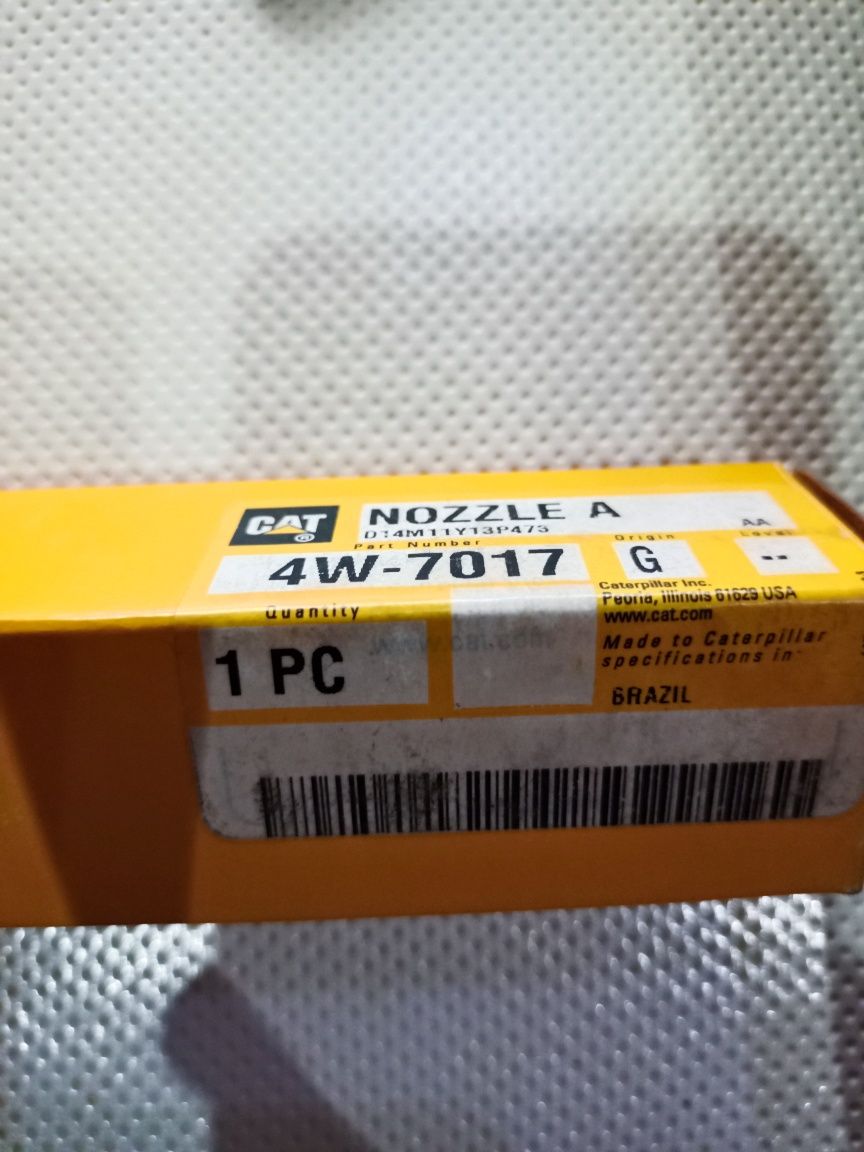 CAT
®
NOZZLE A
D14M11Y13P473
AA
Part Number
Origin
Level
4W-7017
G
--
Caterpillar Inc.
Peoria, Illinois 61629 USA
www.cat.com
Quantity
1 PC
www.cat.com
Made to Caterpillar
specifications in
BRAZIL